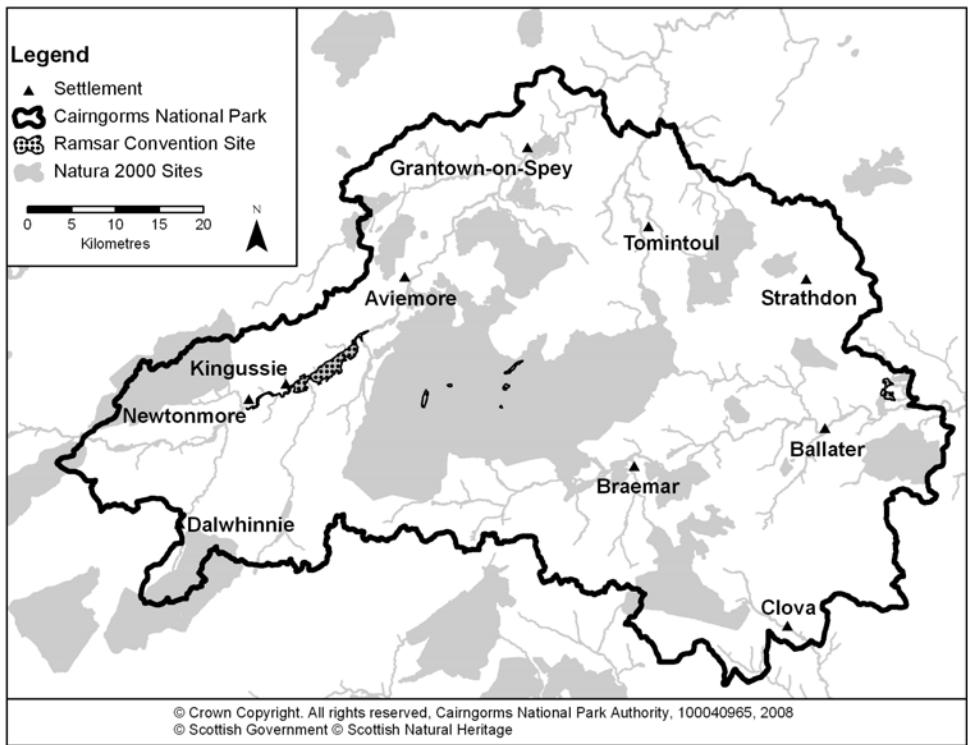 Legend
Settlement
Cairngorms National Park
Ramsar Convention Site
Natura 2000 Sites
0 5 10 15 20
Kilometres
N
Grantown-on-Spey
Tomintoul
Aviemore
Strathdon
Kingussie
Newtonmore
Ballater
Braemar
Dalwhinnie
Clova
© Crown Copyright. All rights reserved, Cairngorms National Park Authority, 100040965, 2008
© Scottish Government © Scottish Natural Heritage